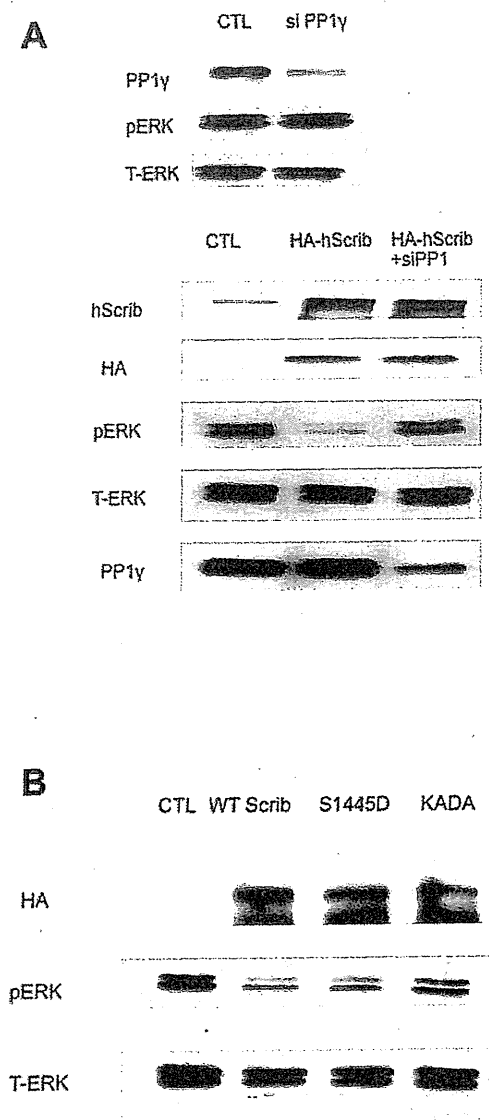 A
CTL si PP1γ
PP1γ
pERK
T-ERK
CTL HA-hScrib HA-hScrib
+siPP1
hScrib
HA
pERK
T-ERK
PP1γ
B
CTL WT Scrib S1445D KADA
HA
pERK
T-ERK